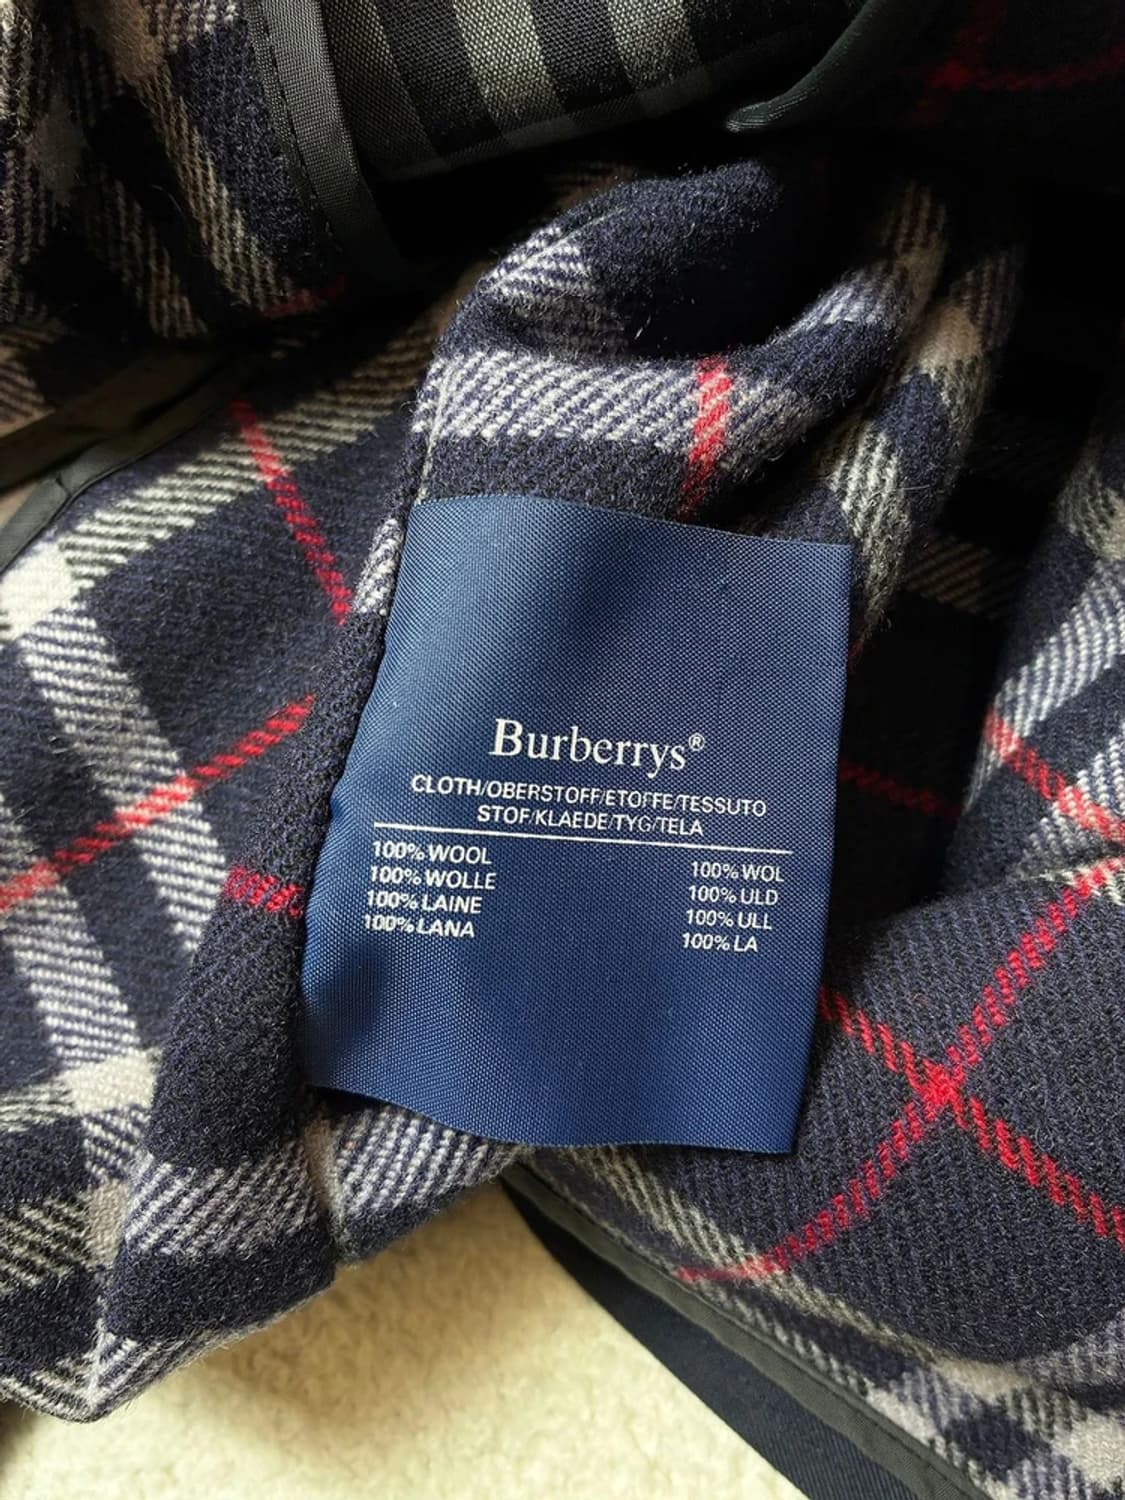 Burberrys®
CLOTH/OBERSTOFF/ETOFFE/TESSUTO
STOF/KLAEDE/TYG/TELA
100% WOOL 100% WOL
100% WOLLE 100% ULD
100% LAINE 100% ULL
100% LANA 100% LA